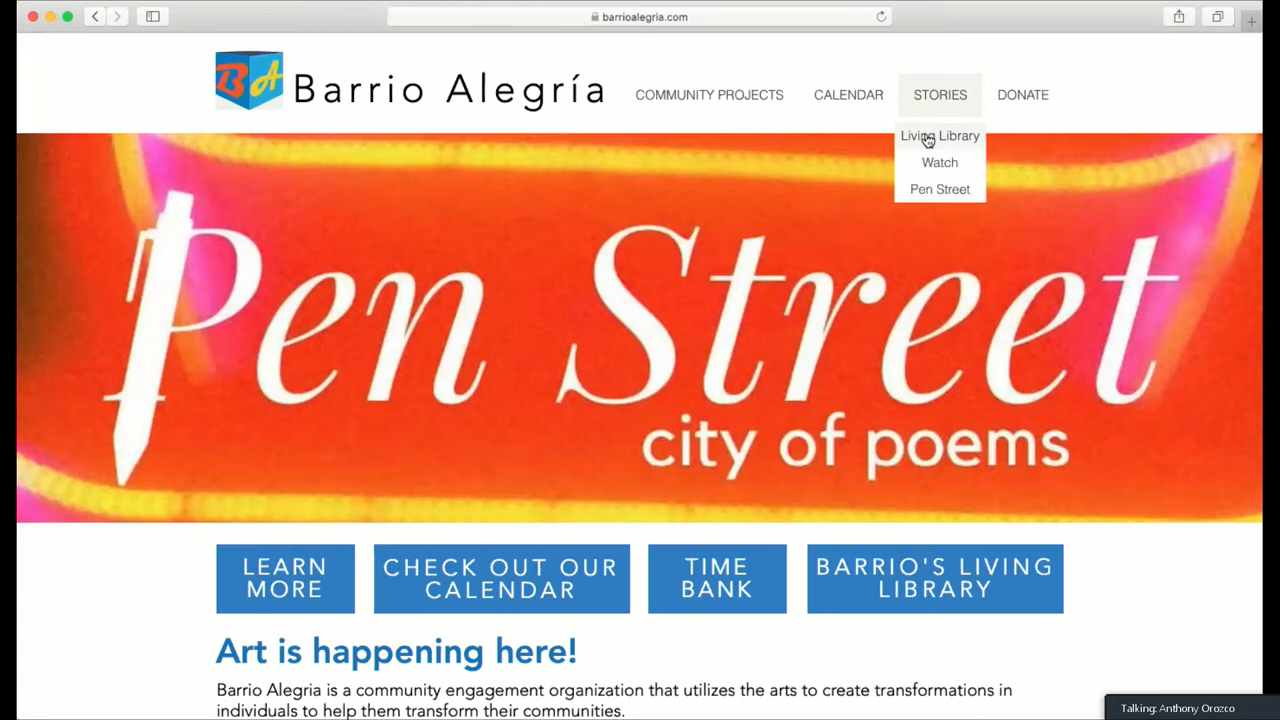 barrioalegria.com
BA
Barrio Alegría
COMMUNITY PROJECTS
CALENDAR
STORIES
DONATE
Living Library
Watch
Pen Street
Pen Street
city of poems
LEARN
MORE
CHECK OUT OUR
CALENDAR
TIME
BANK
BARRIO'S LIVING
LIBRARY
Art is happening here!
Barrio Alegria is a community engagement organization that utilizes the arts to create transformations in
individuals to help them transform their communities.
Talking: Anthony Orozco